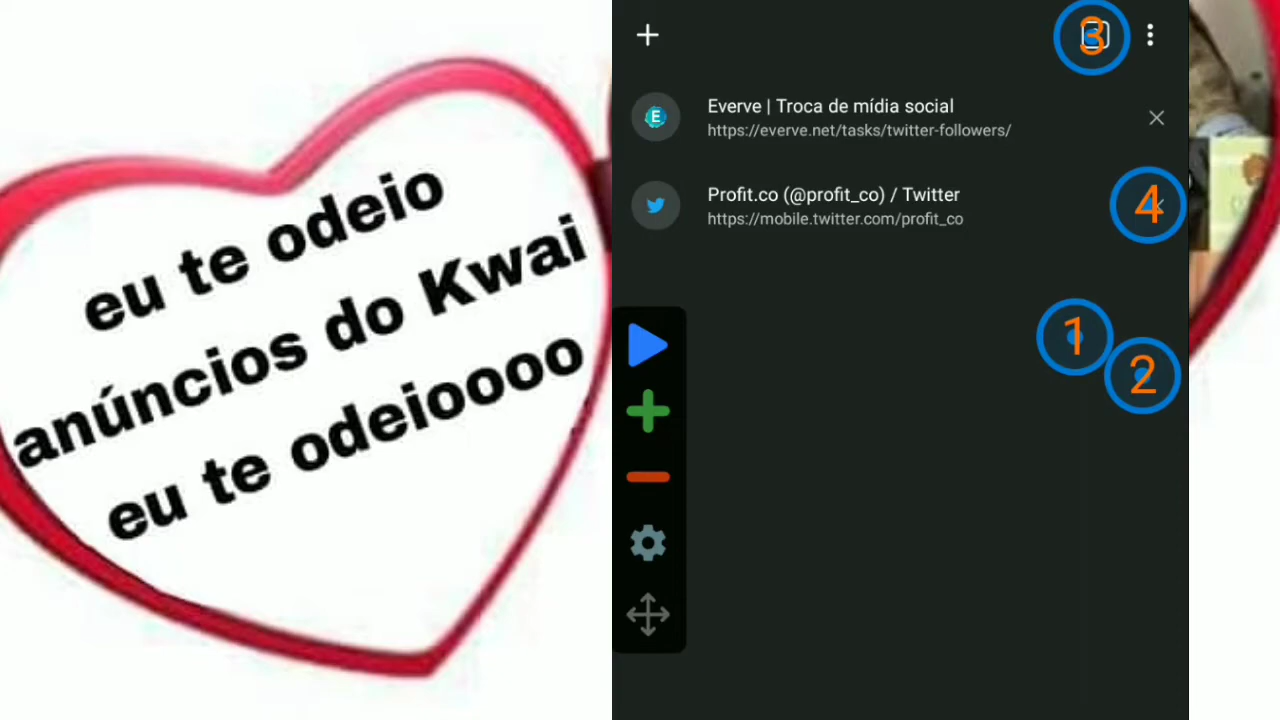 eu te odeio
anúncios do Kwai
eu te odeioooo
3
Everve | Troca de mídia social
https://everve.net/tasks/twitter-followers/
E
Profit.co (@profit_co) / Twitter
https://mobile.twitter.com/profit_co
4
1
2